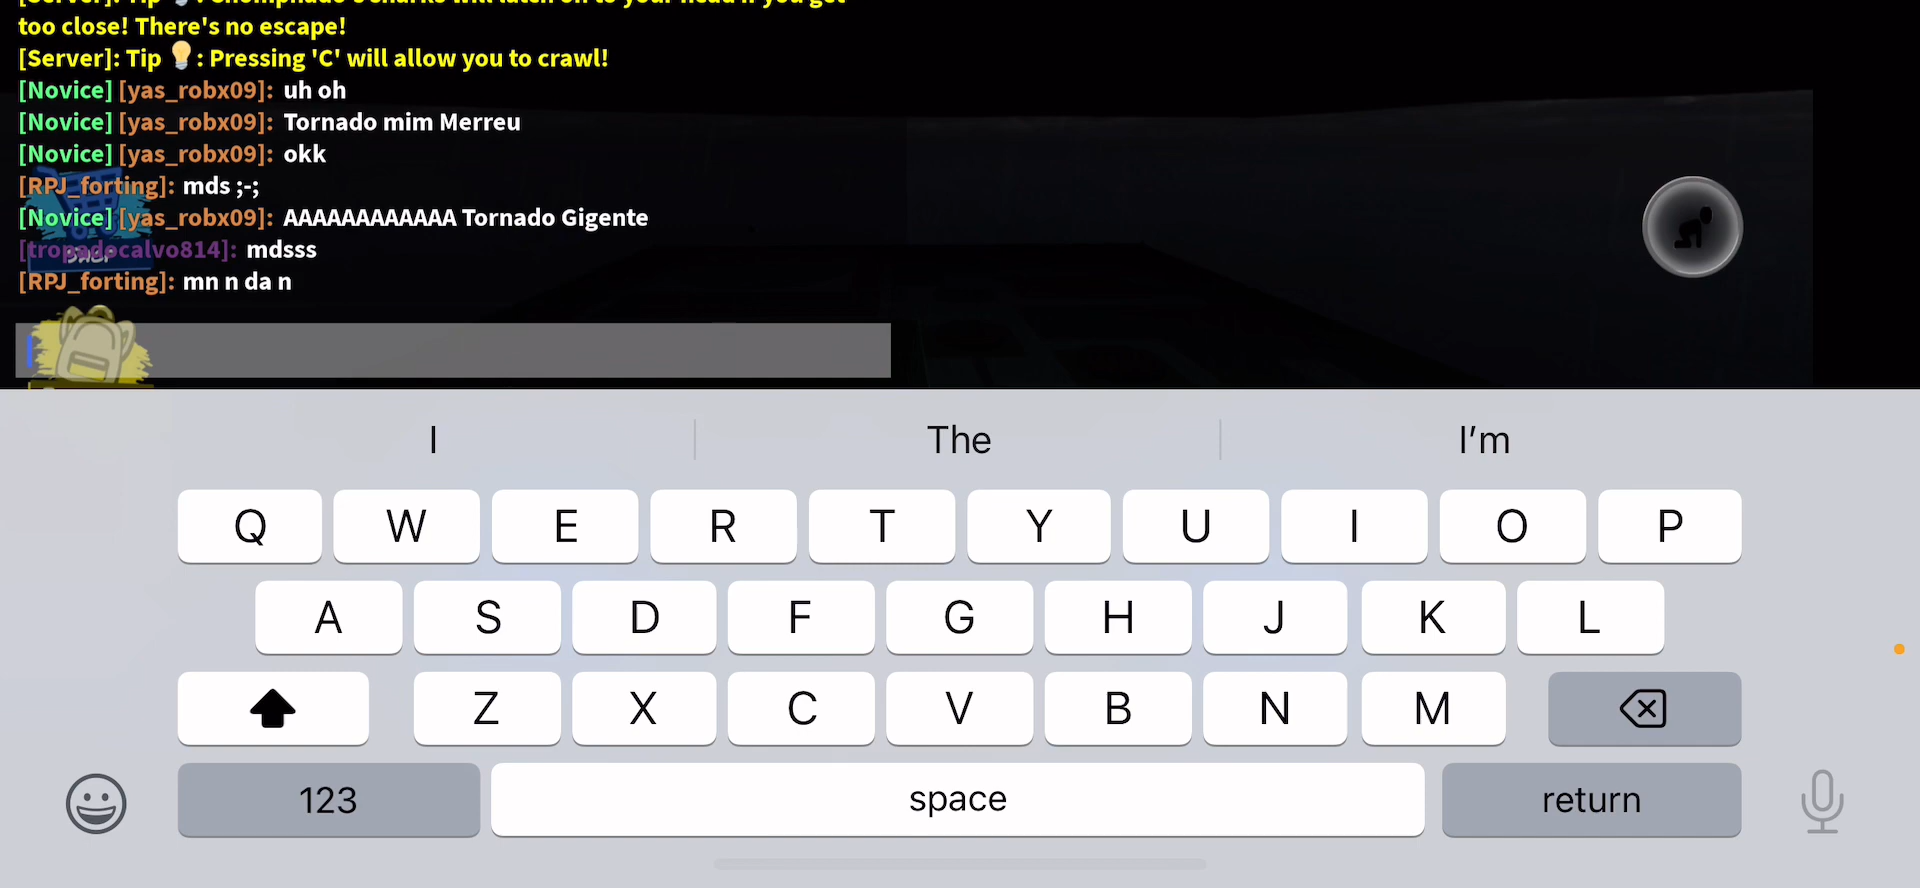 too close! There's no escape!
[Server]: Tip 💡: Pressing 'C' will allow you to crawl!
[Novice] [yas_robx09]: uh oh
[Novice] [yas_robx09]: Tornado mim Merreu
[Novice] [yas_robx09]: okk
[RPJ_forting]: mds ;-;
[Novice] [yas_robx09]: AAAAAAAAAAAA Tornado Gigente
[tropadocalvo814]: mdsss
[RPJ_forting]: mn n da n
I The I'm
Q W E R T Y U I O P
A S D F G H J K L
Z X C V B N M
123 space return